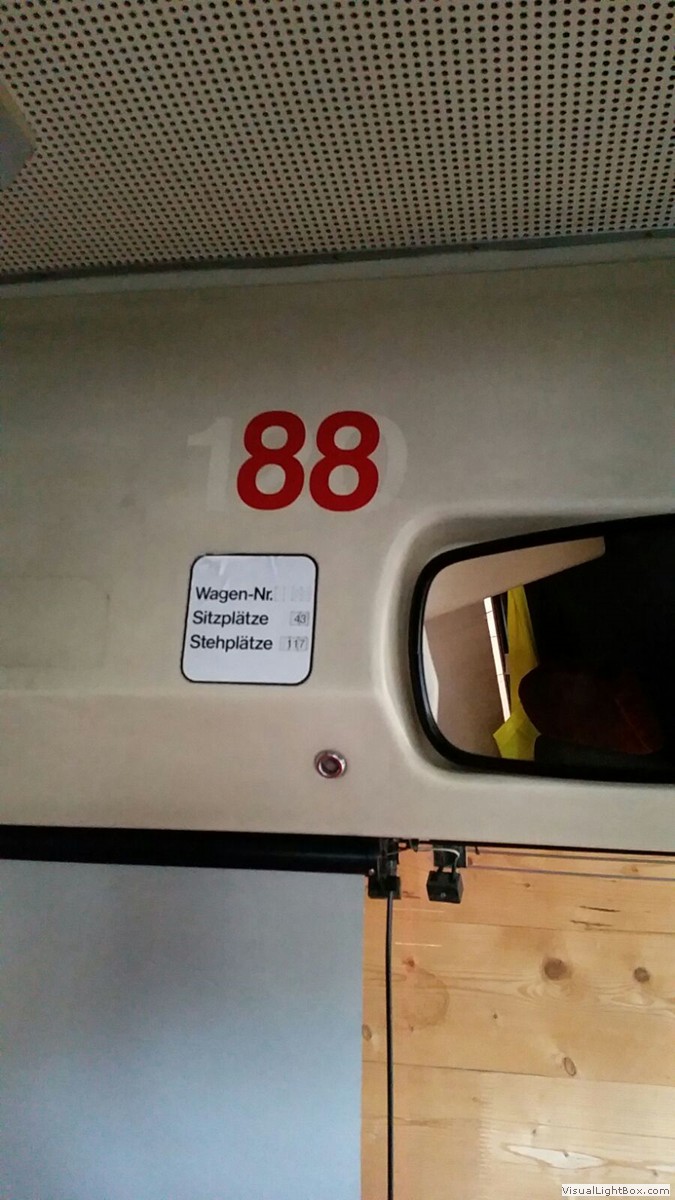 88
Wagen-Nr.
Sitzplätze 43
Stehplätze 117
VisualLightBox.com